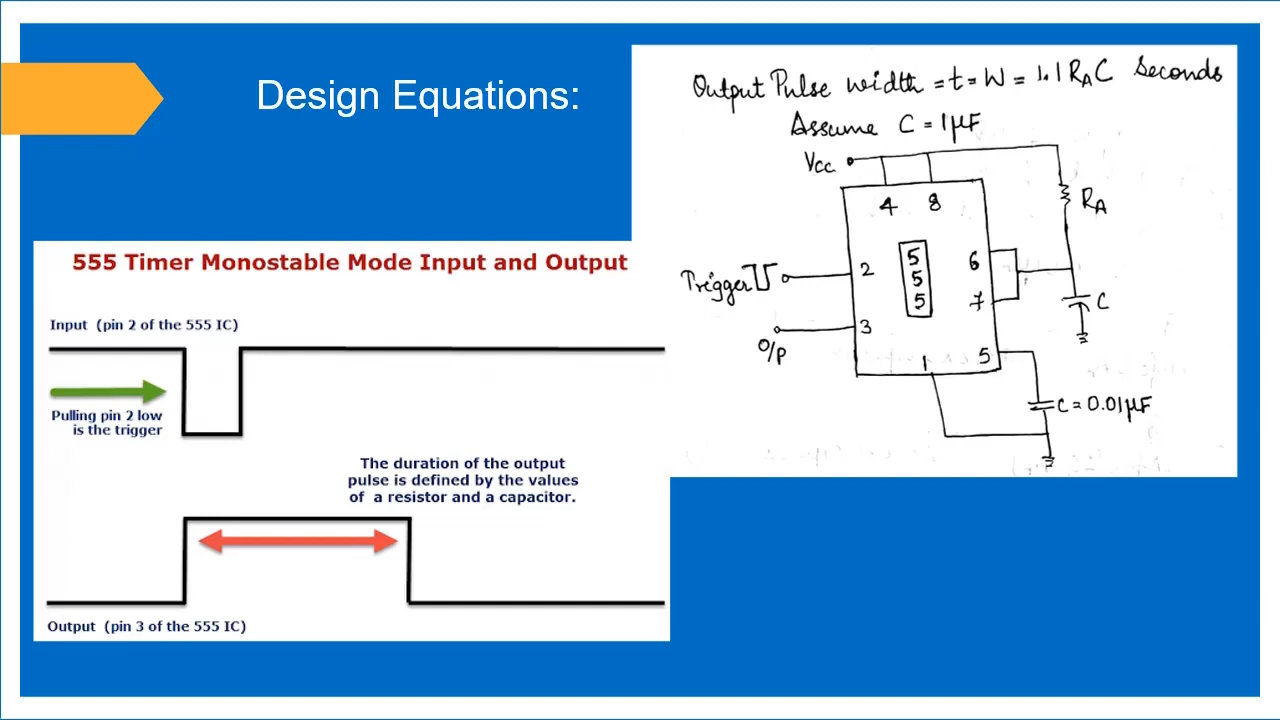 Design Equations:
Output Pulse width = t = W = 1.1 RAC Seconds
Assume C = 1μF
Vcc
4 8
RA
Trigger
2
5
5
5
6
7
C
3
O/P
1
5
C = 0.01μF
555 Timer Monostable Mode Input and Output
Input (pin 2 of the 555 IC)
Pulling pin 2 low
is the trigger
The duration of the output
pulse is defined by the values
of a resistor and a capacitor.
Output (pin 3 of the 555 IC)